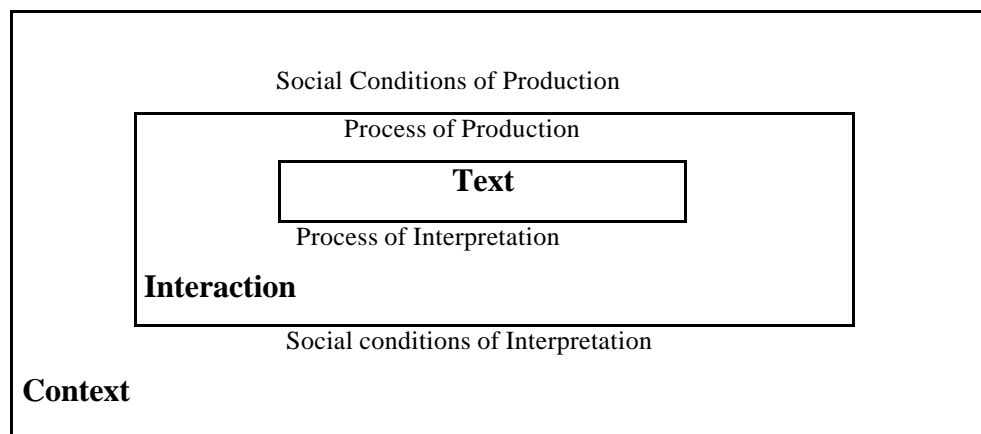 Social Conditions of Production
Process of Production
Text
Process of Interpretation
Interaction
Social conditions of Interpretation
Context